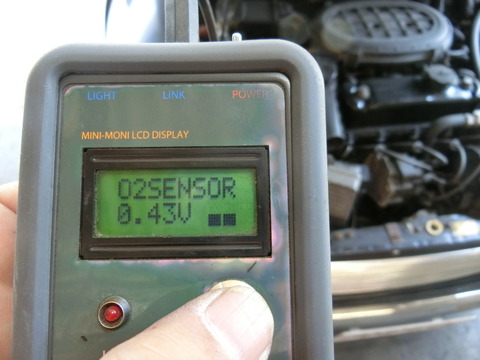 LIGHT LINK POWER
MINI-MONI LCD DISPLAY
O2SENSOR
0.43V